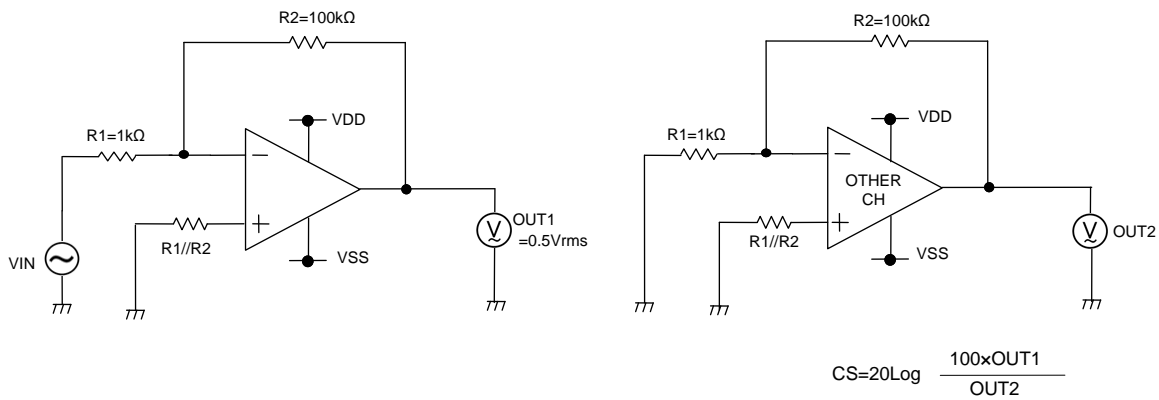 R2=100kΩ
VDD
R1=1kΩ
R1//R2
VSS
VIN
OUT1
=0.5Vrms
V
R2=100kΩ
VDD
R1=1kΩ
OTHER
CH
R1//R2
VSS
V
OUT2
CS=20Log 100×OUT1
OUT2